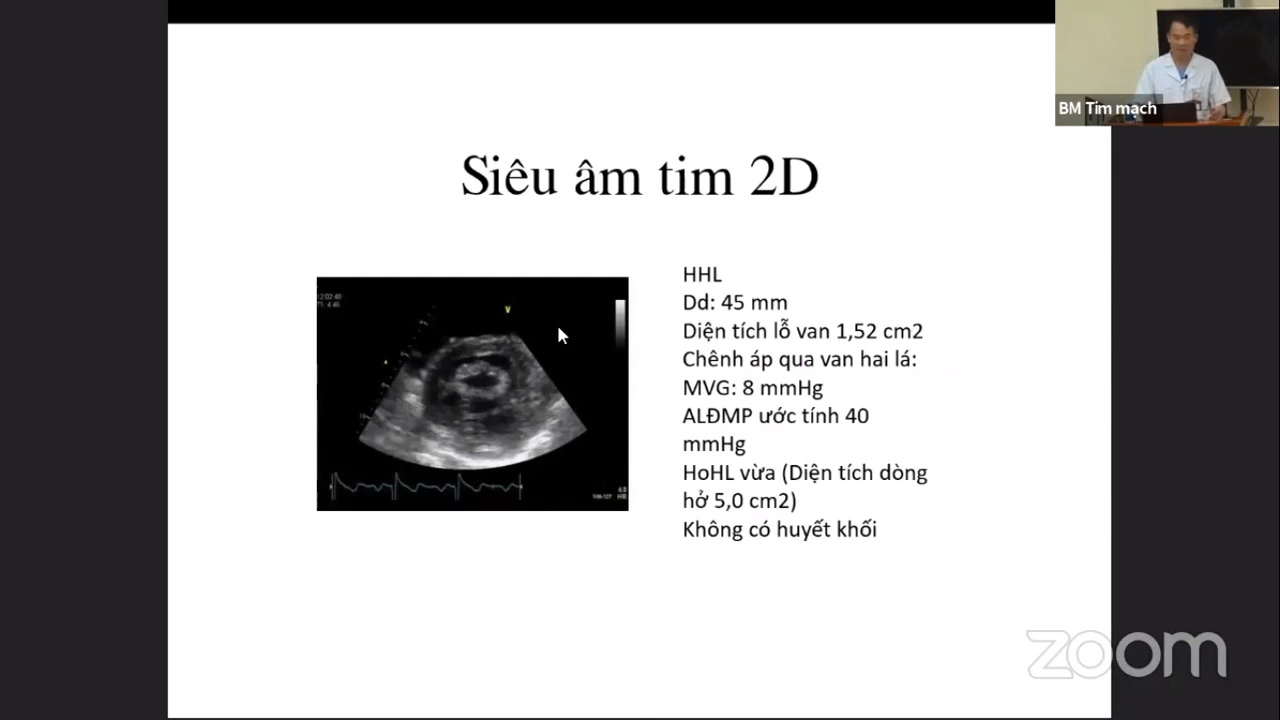 BM Tim mạch
Siêu âm tim 2D
HHL
Dd: 45 mm
Diện tích lỗ van 1,52 cm2
Chênh áp qua van hai lá:
MVG: 8 mmHg
ALĐMP ước tính 40
mmHg
HoHL vừa (Diện tích dòng
hở 5,0 cm2)
Không có huyết khối
V
HR
zoom